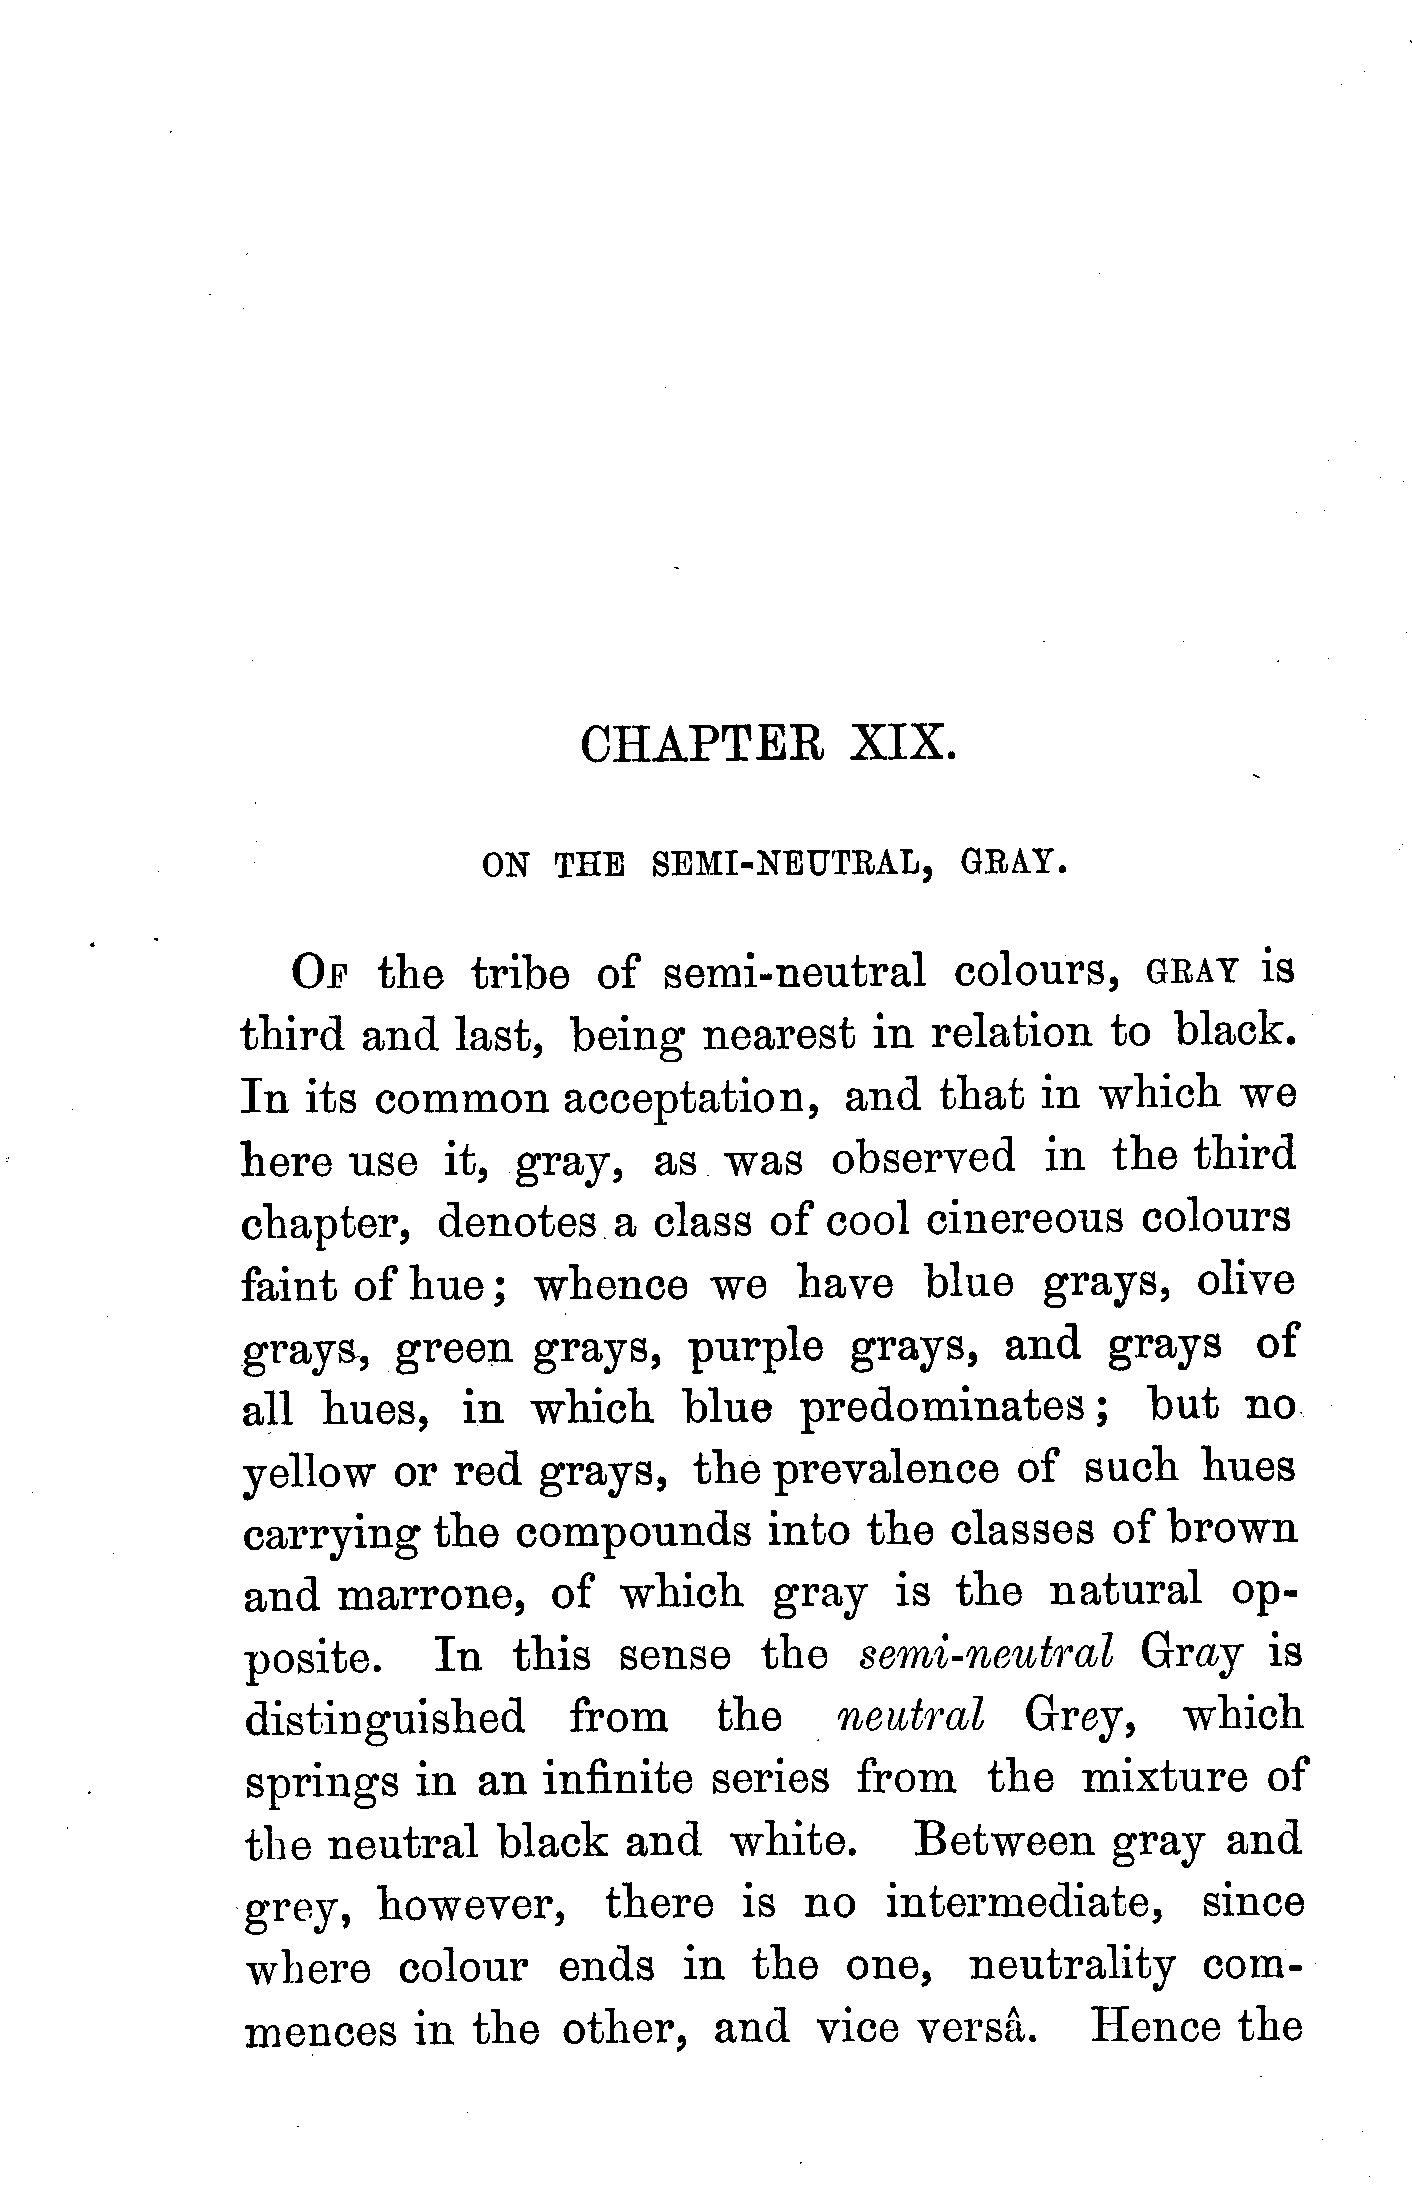 CHAPTER XIX.
ON THE SEMI-NEUTRAL, GRAY.
OF the tribe of semi-neutral colours, GRAY is
third and last, being nearest in relation to black.
In its common acceptation, and that in which we
here use it, gray, as was observed in the third
chapter, denotes a class of cool cinereous colours
faint of hue; whence we have blue grays, olive
grays, green grays, purple grays, and grays of
all hues, in which blue predominates; but no
yellow or red grays, the prevalence of such hues
carrying the compounds into the classes of brown
and marrone, of which gray is the natural op-
posite. In this sense the semi-neutral Gray is
distinguished from the neutral Grey, which
springs in an infinite series from the mixture of
the neutral black and white. Between gray and
grey, however, there is no intermediate, since
where colour ends in the one, neutrality com-
mences in the other, and vice versâ. Hence the